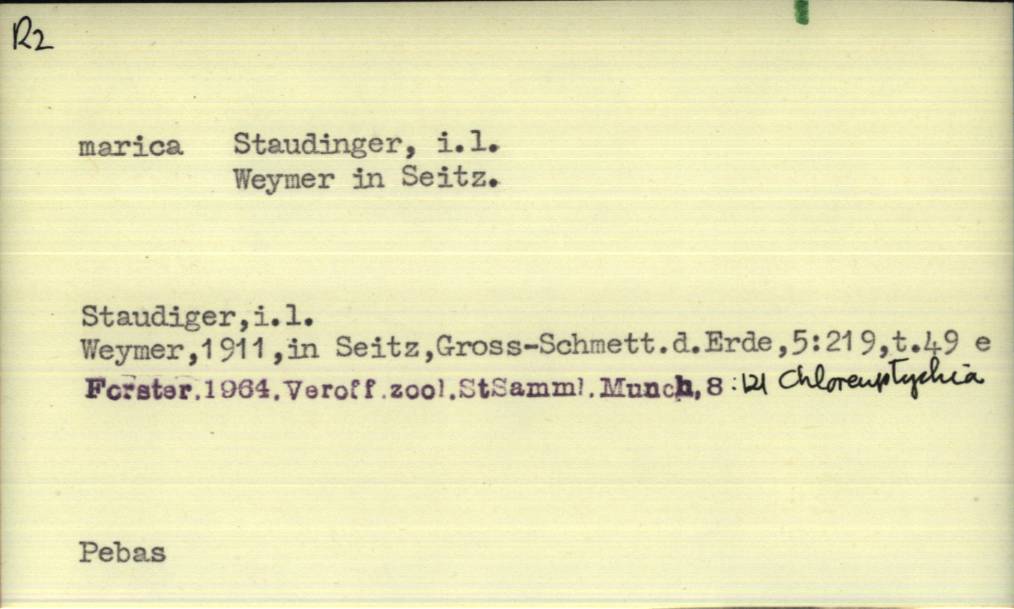 R2
marica Staudinger, i.l.
Weymer in Seitz.
Staudiger,i.l.
Weymer,1911,in Seitz,Gross-Schmett.d.Erde,5:219,t.49 e
Forster.1964.Veroff.zool.StSamml.Munch,8:121 Chloreuptychia
Pebas